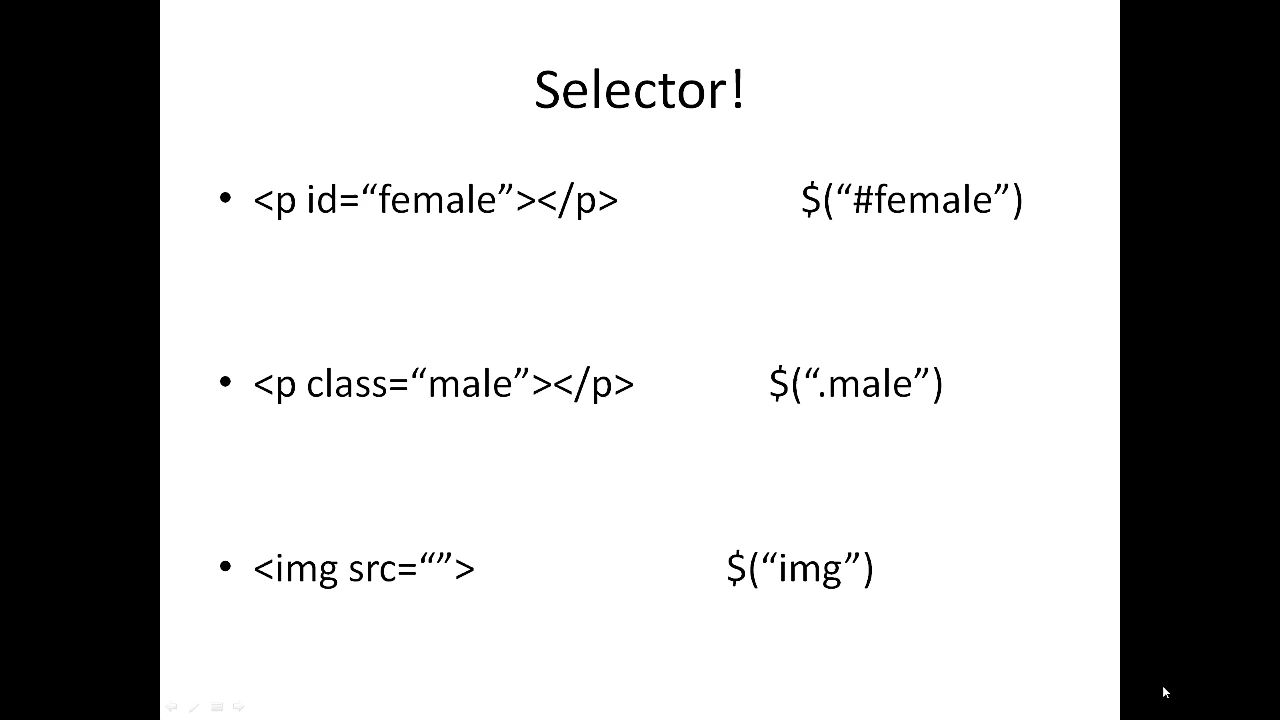 Selector!
• <p id=“female”></p> $(“#female”)
• <p class=“male”></p> $(“.male”)
• <img src=“”> $(“img”)